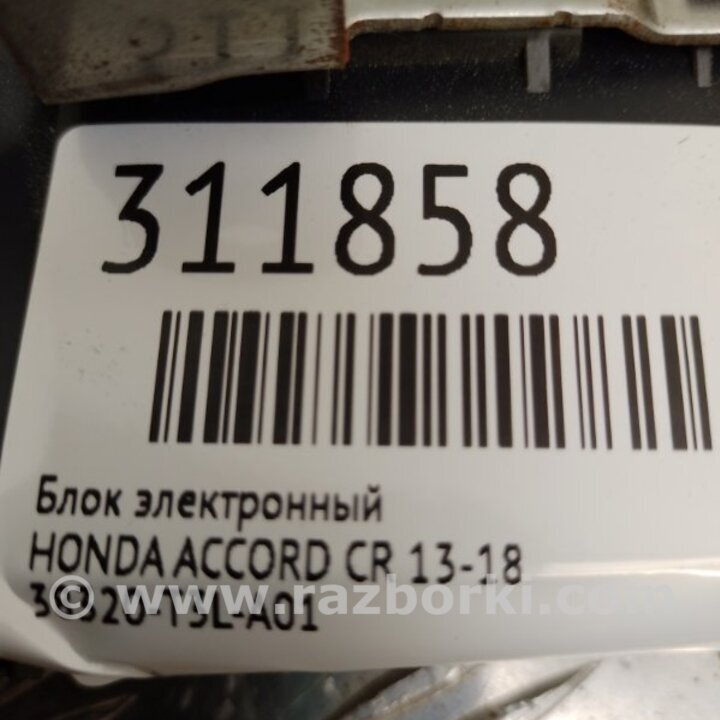 311858
Блок электронный
HONDA ACCORD CR 13-18
© www.razborki.com